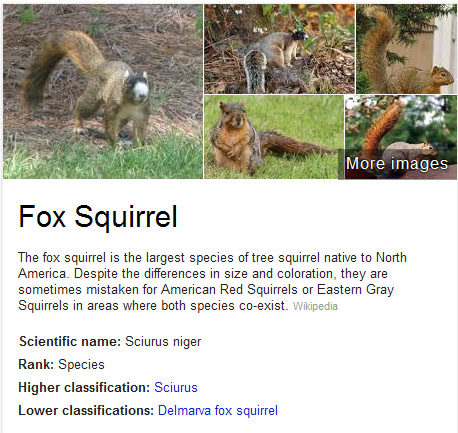 More images
Fox Squirrel
The fox squirrel is the largest species of tree squirrel native to North
America. Despite the differences in size and coloration, they are
sometimes mistaken for American Red Squirrels or Eastern Gray
Squirrels in areas where both species co-exist. Wikipedia
Scientific name: Sciurus niger
Rank: Species
Higher classification: Sciurus
Lower classifications: Delmarva fox squirrel